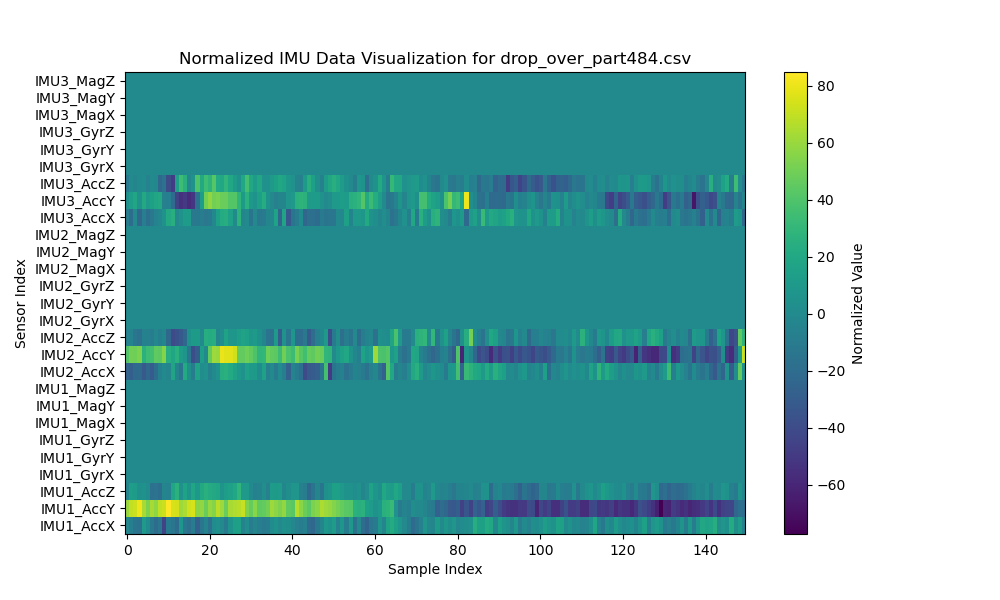 Normalized IMU Data Visualization for drop_over_part484.csv
IMU3_MagZ
IMU3_MagY
IMU3_MagX
IMU3_GyrZ
IMU3_GyrY
IMU3_GyrX
IMU3_AccZ
IMU3_AccY
IMU3_AccX
IMU2_MagZ
IMU2_MagY
IMU2_MagX
IMU2_GyrZ
IMU2_GyrY
IMU2_GyrX
IMU2_AccZ
IMU2_AccY
IMU2_AccX
IMU1_MagZ
IMU1_MagY
IMU1_MagX
IMU1_GyrZ
IMU1_GyrY
IMU1_GyrX
IMU1_AccZ
IMU1_AccY
IMU1_AccX
Sensor Index
0 20 40 60 80 100 120 140
Sample Index
80
60
40
20
0
−20
−40
−60
Normalized Value